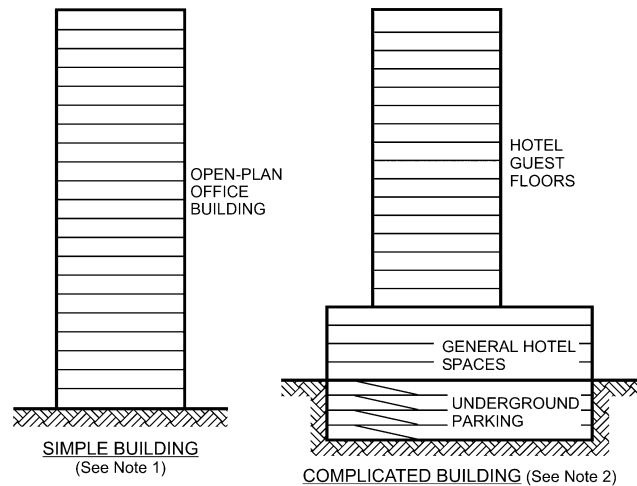 OPEN-PLAN
OFFICE
BUILDING
SIMPLE BUILDING
(See Note 1)
HOTEL
GUEST
FLOORS
GENERAL HOTEL
SPACES
UNDERGROUND
PARKING
COMPLICATED BUILDING (See Note 2)